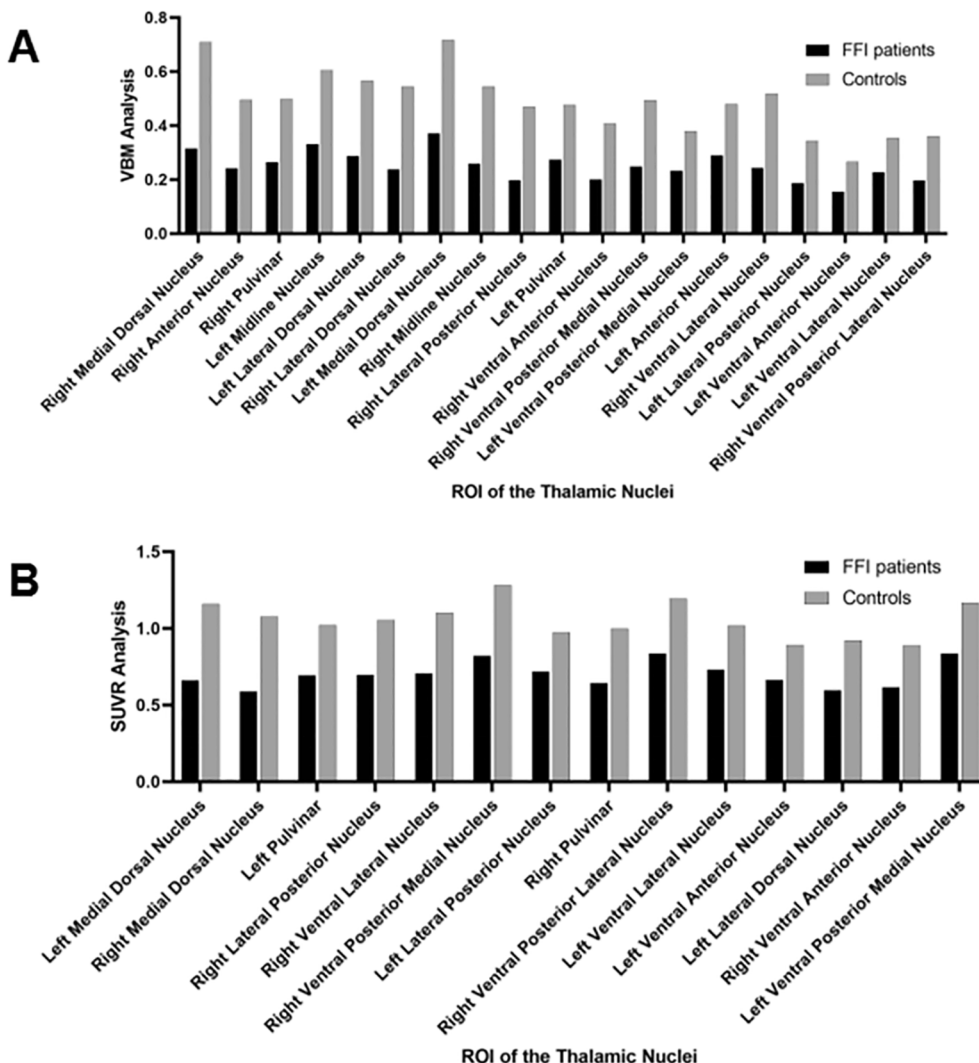 A
0.8
0.6
0.4
0.2
0.0
VBM Analysis
FFI patients
Controls
Right Medial Dorsal Nucleus
Right Anterior Nucleus
Right Pulvinar
Left Midline Nucleus
Left Lateral Dorsal Nucleus
Right Lateral Dorsal Nucleus
Left Medial Dorsal Nucleus
Right Midline Nucleus
Right Lateral Posterior Nucleus
Left Pulvinar
Right Ventral Anterior Nucleus
Right Ventral Posterior Medial Nucleus
Left Ventral Posterior Medial Nucleus
Left Anterior Nucleus
Right Ventral Lateral Nucleus
Left Lateral Posterior Nucleus
Left Ventral Anterior Nucleus
Left Ventral Lateral Nucleus
Right Ventral Posterior Lateral Nucleus
ROI of the Thalamic Nuclei
B
1.5
1.0
0.5
0.0
SUVR Analysis
FFI patients
Controls
Left Medial Dorsal Nucleus
Right Medial Dorsal Nucleus
Left Pulvinar
Right Lateral Posterior Nucleus
Right Ventral Lateral Nucleus
Right Ventral Posterior Medial Nucleus
Left Lateral Posterior Nucleus
Right Pulvinar
Right Ventral Posterior Lateral Nucleus
Left Ventral Lateral Nucleus
Left Ventral Anterior Nucleus
Left Lateral Dorsal Nucleus
Right Ventral Anterior Nucleus
Left Ventral Posterior Medial Nucleus
ROI of the Thalamic Nuclei